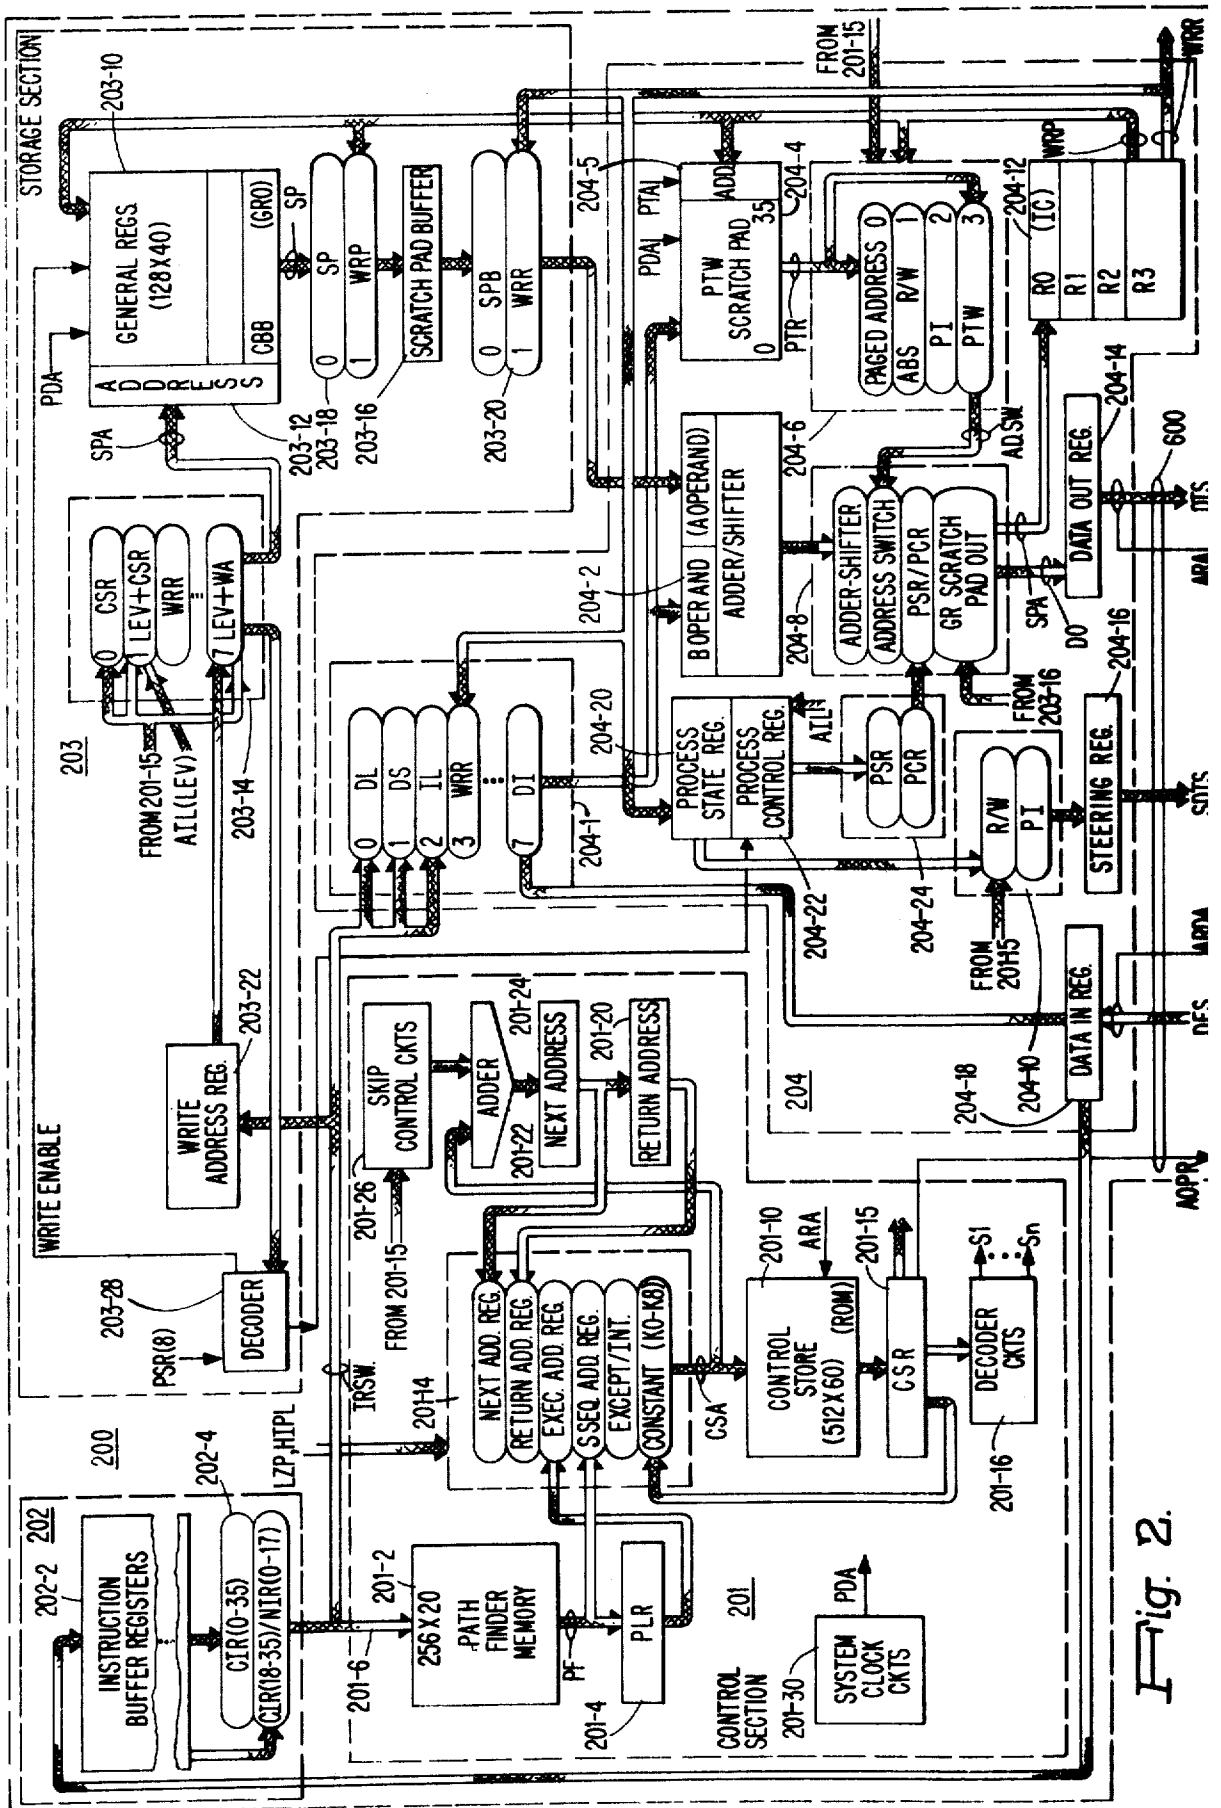 STORAGE SECTION
WRITE ENABLE
PDA
GENERAL REGS.
(128X40)
CBB
(GRO)
ADDRESS
203-10
SPA
203-12
203-18
203-16
203-20
SP
0 SP
1 WRP
SCRATCH PAD BUFFER
0 SPB
1 WRR
203
0 CSR
1 LEV+CSR
WRR
7 LEV+WA
FROM 201-15
AIL(LEV)
203-14
WRITE
ADDRESS REG.
203-22
203-28
PSR(8)
DECODER
200
202
202-2
202-4
INSTRUCTION
BUFFER REGISTERS
CIR(0-35)
CIR(18-35)/NIR(0-17)
LZP,HIPL
IRSW.
201-6
201-2
256 X 20
PATH
FINDER
MEMORY
PF
PLR
201-4
201-14
NEXT ADD. REG.
RETURN ADD. REG.
EXEC. ADD. REG.
S SEQ. ADD. REG.
EXCEPT/INT.
CONSTANT (KO-K8)
CSA
201-26
SKIP
CONTROL CKTS
FROM 201-15
ADDER
201-24
201-22
NEXT ADDRESS
201-20
RETURN ADDRESS
CONTROL
STORE
(512 X 60)
(ROM)
201-10
ARA
201-15
CSR
DECODER
CKTS
201-16
S1
Sn
201
CONTROL
SECTION
201-30
SYSTEM
CLOCK
CKTS
PDA
0 DL
1 DS
2 IL
3 WRR
7 DI
204-1
204
204-2
B OPERAND
(A OPERAND)
ADDER/SHIFTER
204-5
PDA
PTA
ADD
PTW
SCRATCH PAD
0
35
204-4
PTR
FROM
201-15
PAGED ADDRESS 0
ABS R/W 1
PI 2
PTW 3
204-6
ADSW
204-8
ADDER-SHIFTER
ADDRESS SWITCH
PSR/PCR
GR SCRATCH
PAD OUT
FROM
203-16
SPA
DO
204-12
R0 (IC)
R1
R2
R3
WRP
WRR
204-20
PROCESS
STATE REG.
PROCESS
CONTROL REG.
AILN
204-22
PSR
PCR
204-24
R/W
PI
FROM
201-15
204-10
STEERING REG.
204-16
DATA OUT REG.
204-14
600
DATA IN REG.
204-18
AOPR
DFS
ARDA
SDTS
ARA
DTS
Fig. 2.